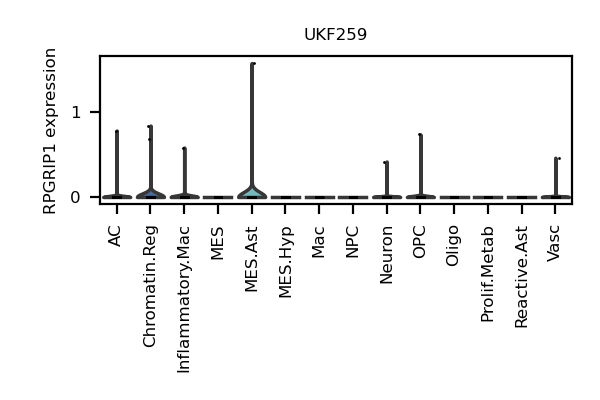 UKF259
RPGRIP1 expression
1
0
AC
Chromatin.Reg
Inflammatory.Mac
MES
MES.Ast
MES.Hyp
Mac
NPC
Neuron
OPC
Oligo
Prolif.Metab
Reactive.Ast
Vasc